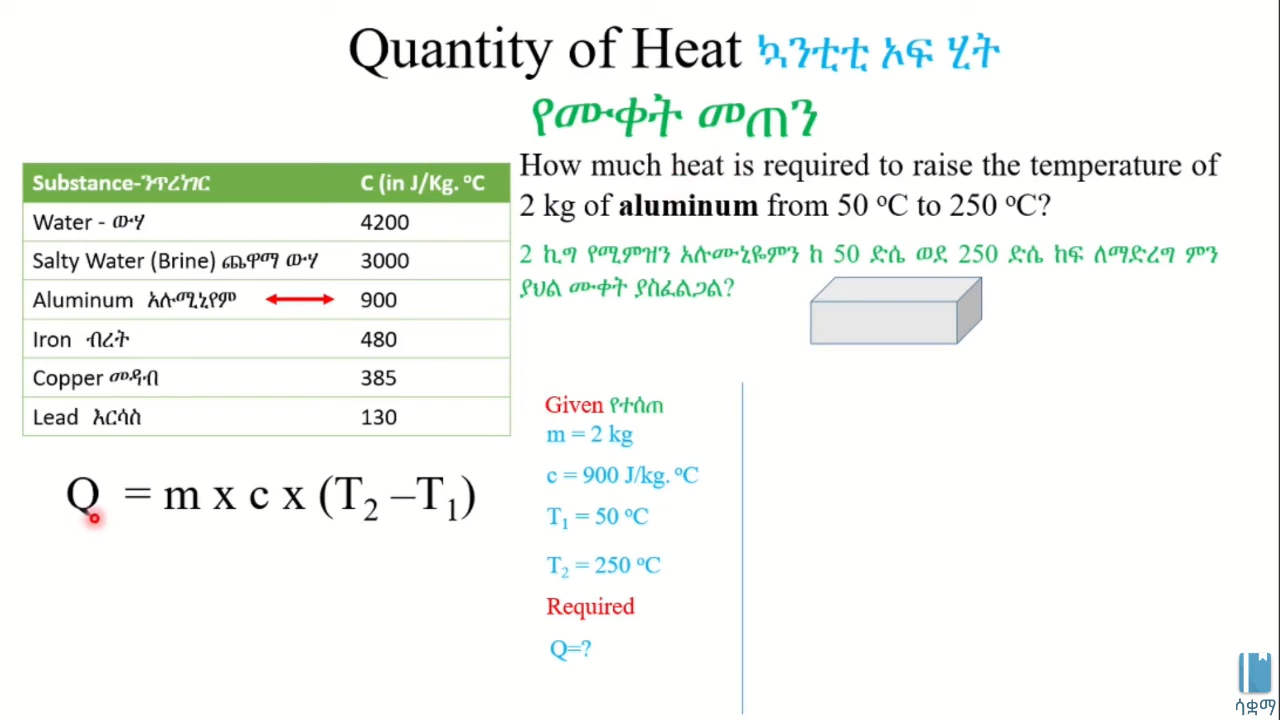 Quantity of Heat ኳንቲቲ ኦፍ ሂት
የሙቀት መጠን
Substance-ንጥረነገር C (in J/Kg. ᵒC
Water - ውሃ 4200
Salty Water (Brine) ጨዋማ ውሃ 3000
Aluminum አሉሚኒየም 900
Iron ብረት 480
Copper መዳብ 385
Lead እርሳስ 130
Q = m x c x (T₂ –T₁)
How much heat is required to raise the temperature of
2 kg of aluminum from 50 ᵒC to 250 ᵒC?
2 ኪግ የሚምዝን አሉሙኒዬምን ከ 50 ድሴ ወደ 250 ድሴ ከፍ ለማድረግ ምን
ያህል ሙቀት ያስፈልጋል?
Given የተሰጠ
m = 2 kg
c = 900 J/kg. ᵒC
T₁ = 50 ᵒC
T₂ = 250 ᵒC
Required
Q=?
ሳቋማ